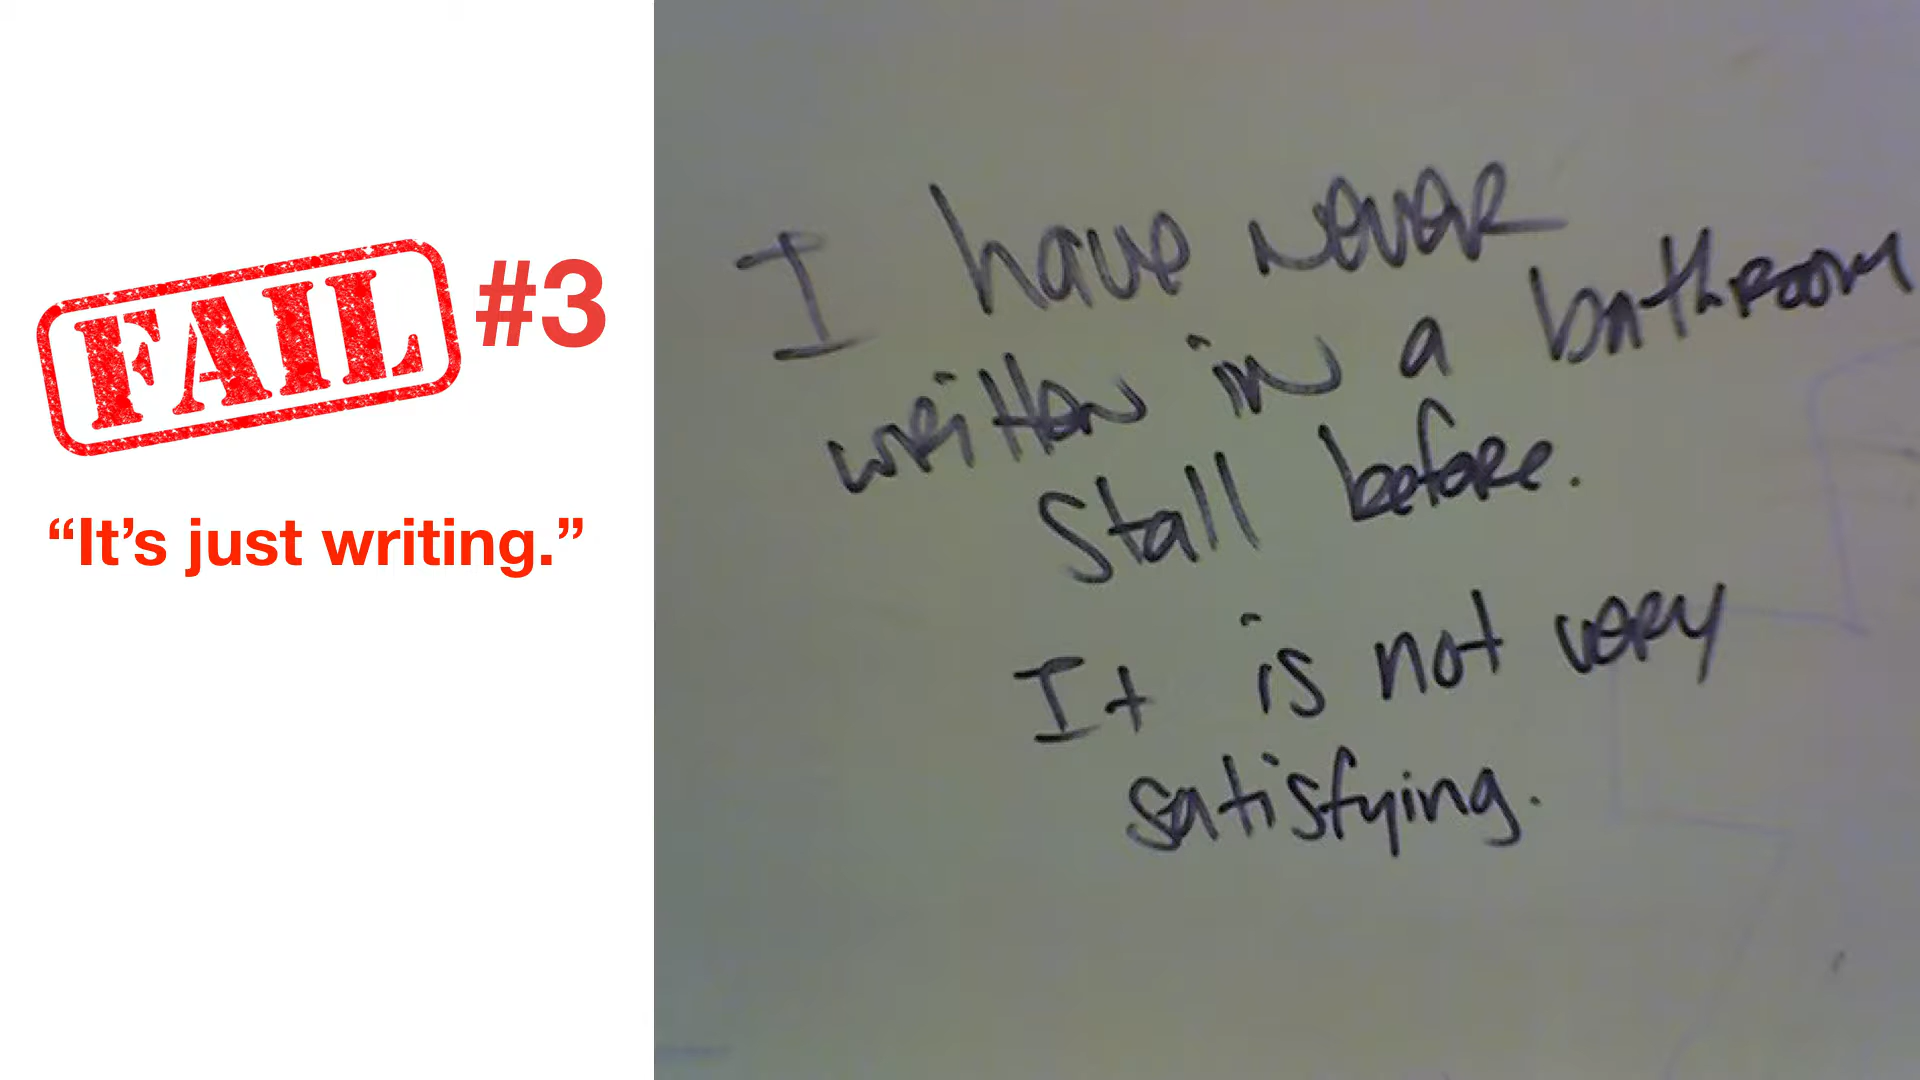 FAIL #3
“It’s just writing.”
I have never
written in a bathroom
Stall before.
It is not very
satisfying.